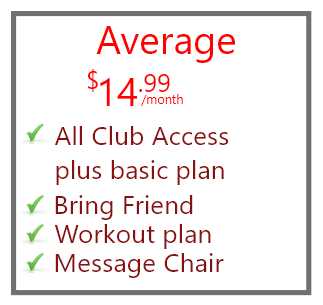 Average
$14.99
/month
All Club Access
plus basic plan
Bring Friend
Workout plan
Message Chair